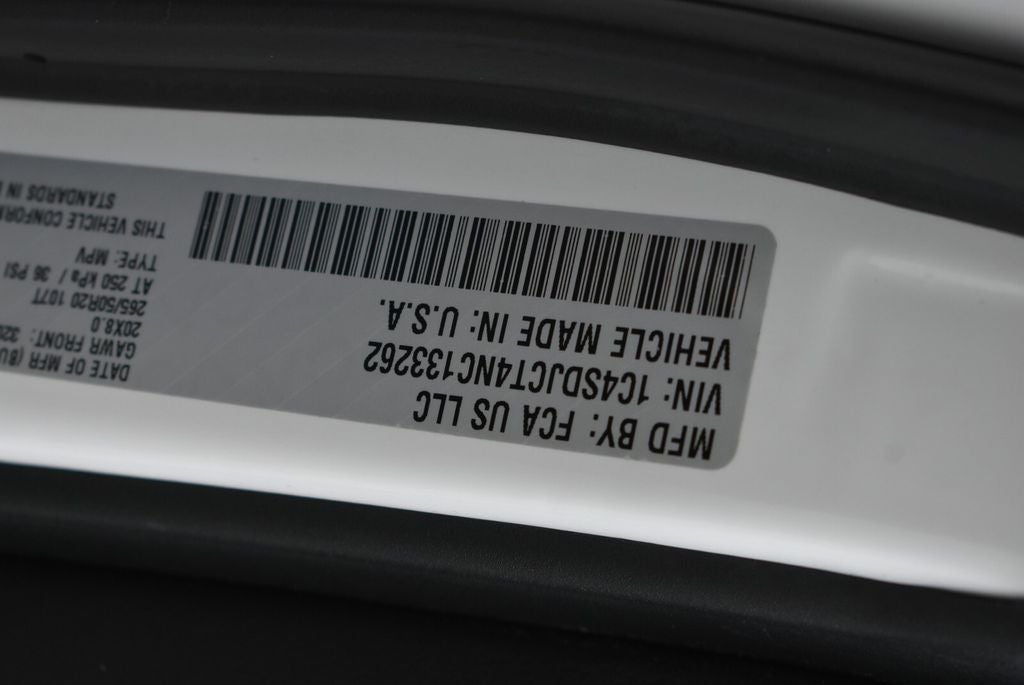 MFD BY: FCA US LLC
VIN: 1C4SDJCT4NC133262
VEHICLE MADE IN: U.S.A.
DATE OF MFR
GAWR FRONT:
20X8.0
265/50R20 107T
AT 250 kPa / 36 PSI
TYPE: MPV
THIS VEHICLE
STANDARDS IN